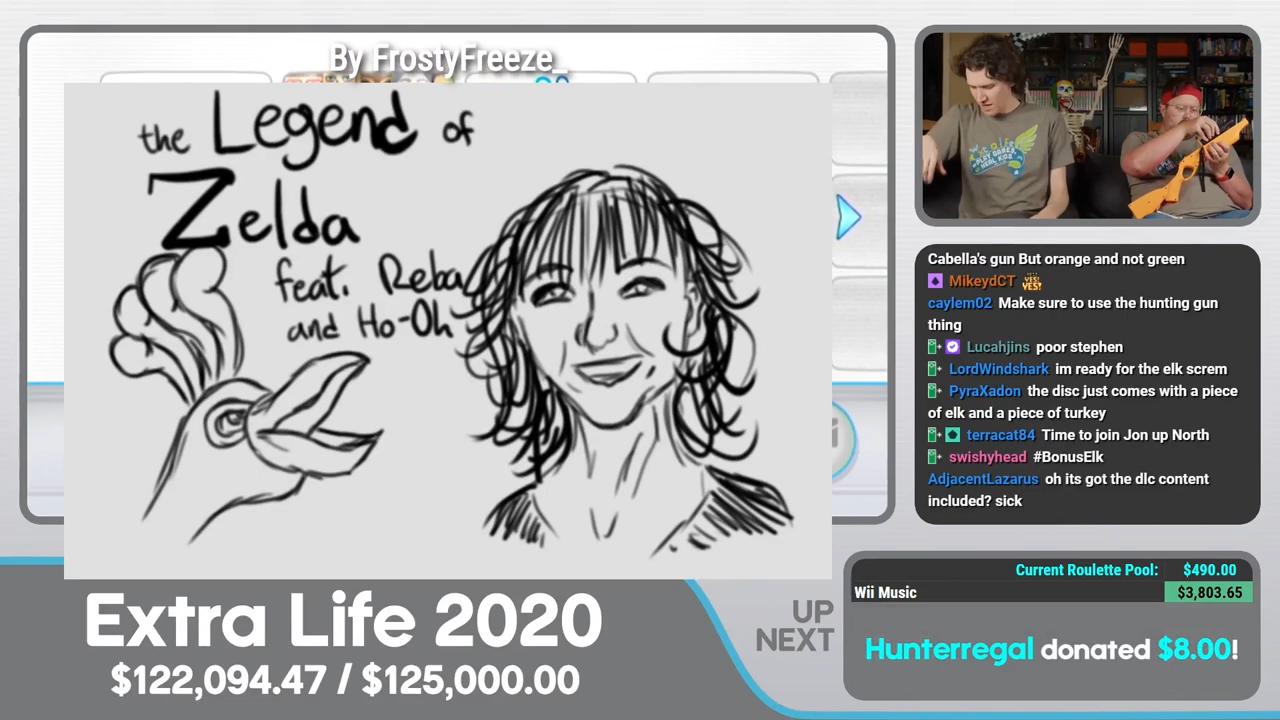 By FrostyFreeze_
the Legend of
Zelda
feat. Reba
and Ho-Oh
Cabella's gun But orange and not green
MikeydCT YES! YES!
caylem02 Make sure to use the hunting gun
thing
Lucahjins poor stephen
LordWindshark im ready for the elk screm
PyraXadon the disc just comes with a piece
of elk and a piece of turkey
terracat84 Time to join Jon up North
swishyhead #BonusElk
AdjacentLazarus oh its got the dlc content
included? sick
Current Roulette Pool: $490.00
Wii Music $3,803.65
UP
NEXT
Hunterregal donated $8.00!
Extra Life 2020
$122,094.47 / $125,000.00